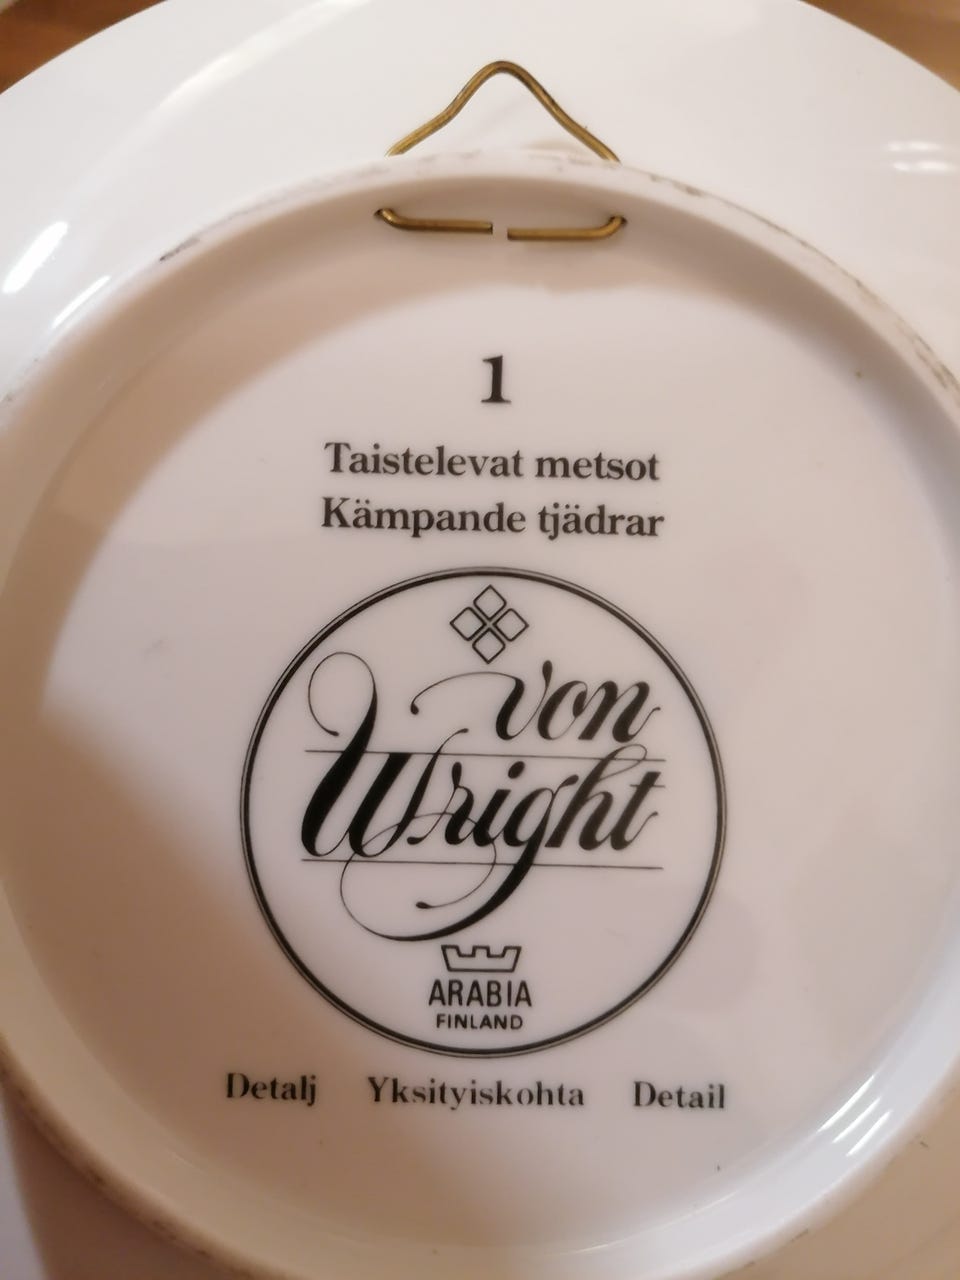 1
Taistelevat metsot
Kämpande tjädrar
von
Wright
ARABIA
FINLAND
Detalj Yksityiskohta Detail